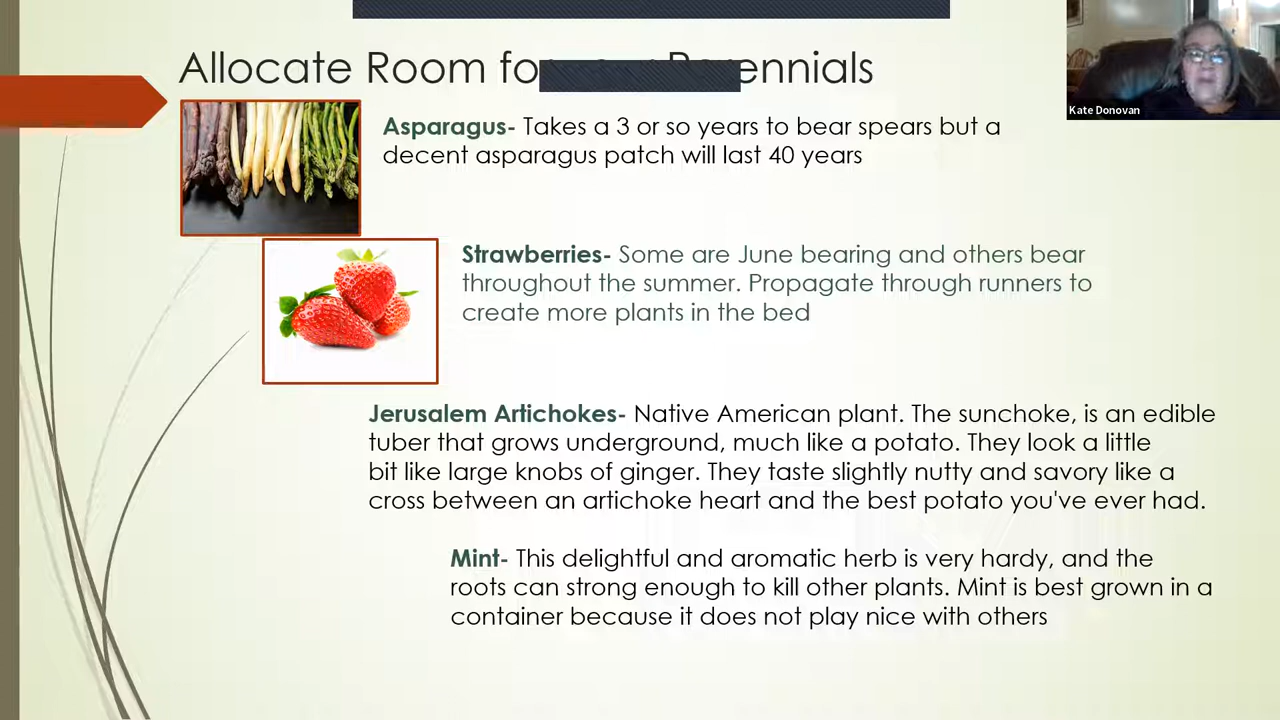 Allocate Room for Perennials
Kate Donovan
Asparagus- Takes a 3 or so years to bear spears but a
decent asparagus patch will last 40 years
Strawberries- Some are June bearing and others bear
throughout the summer. Propagate through runners to
create more plants in the bed
Jerusalem Artichokes- Native American plant. The sunchoke, is an edible
tuber that grows underground, much like a potato. They look a little
bit like large knobs of ginger. They taste slightly nutty and savory like a
cross between an artichoke heart and the best potato you've ever had.
Mint- This delightful and aromatic herb is very hardy, and the
roots can strong enough to kill other plants. Mint is best grown in a
container because it does not play nice with others